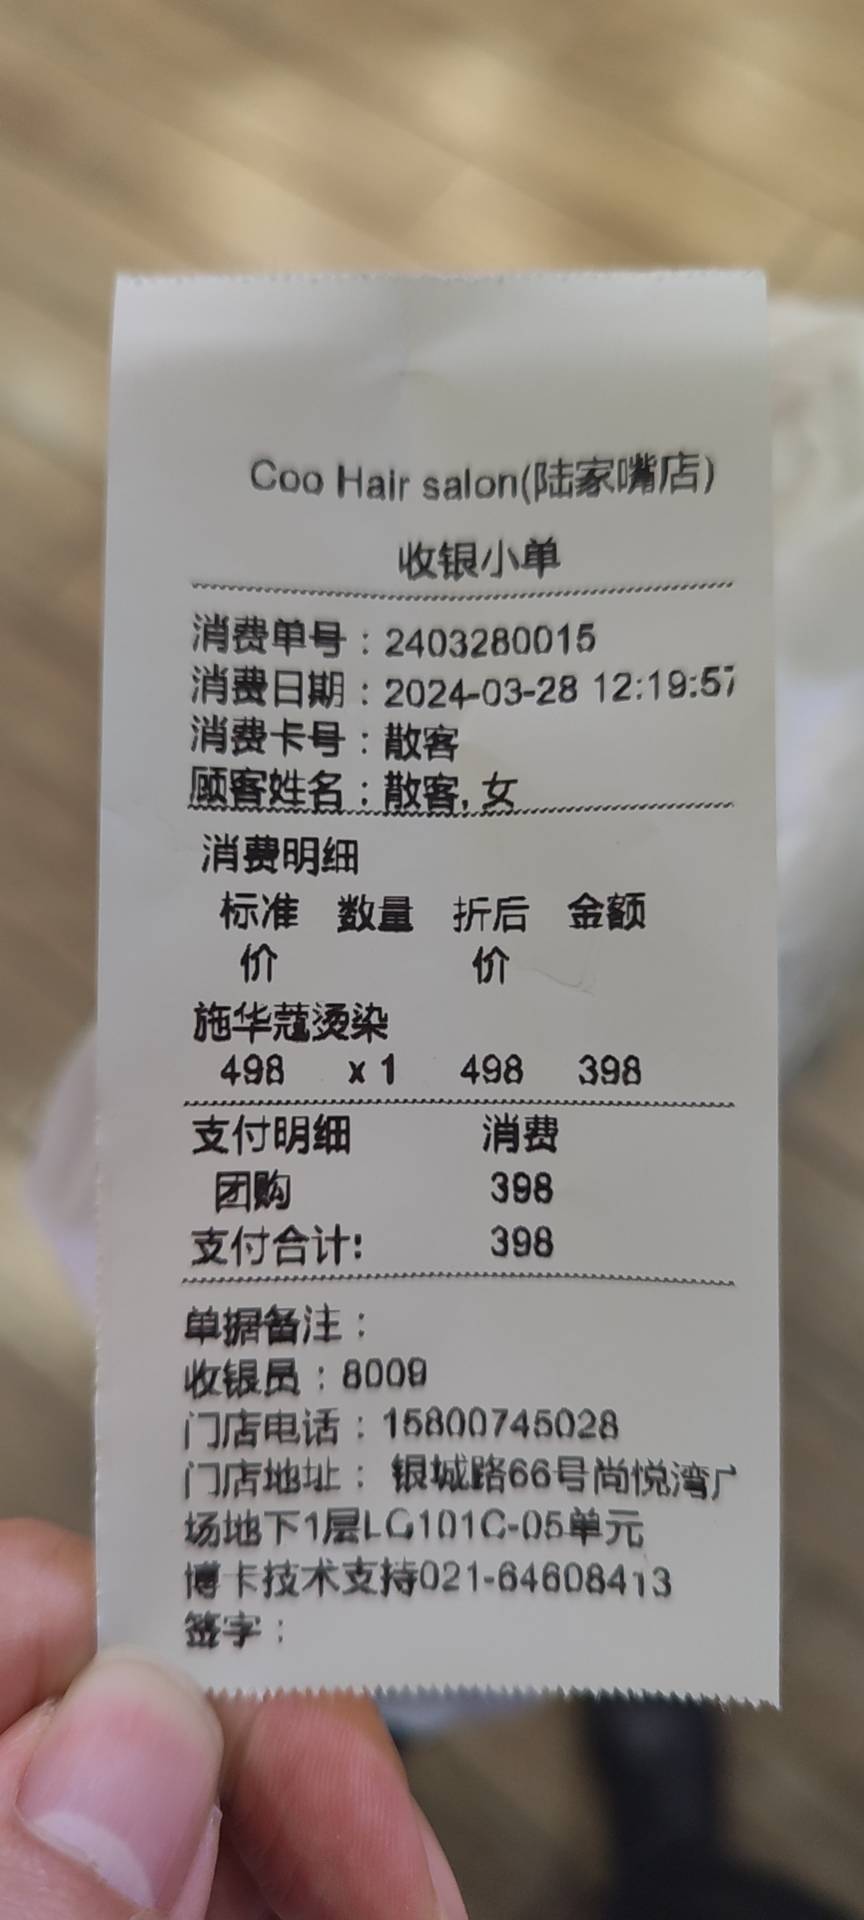 Coo Hair salon(陆家嘴店)
收银小单
消费单号：2403280015
消费日期：2024-03-28 12:19:57
消费卡号：散客
顾客姓名：散客,女
消费明细
标准价 数量 折后价 金额
施华蔻烫染
498 x 1 498 398
支付明细 消费
团购 398
支付合计: 398
单据备注：
收银员：8009
门店电话：15800745028
门店地址： 银城路66号尚悦湾广
场地下1层LG101C-05单元
博卡技术支持021-64608413
签字：